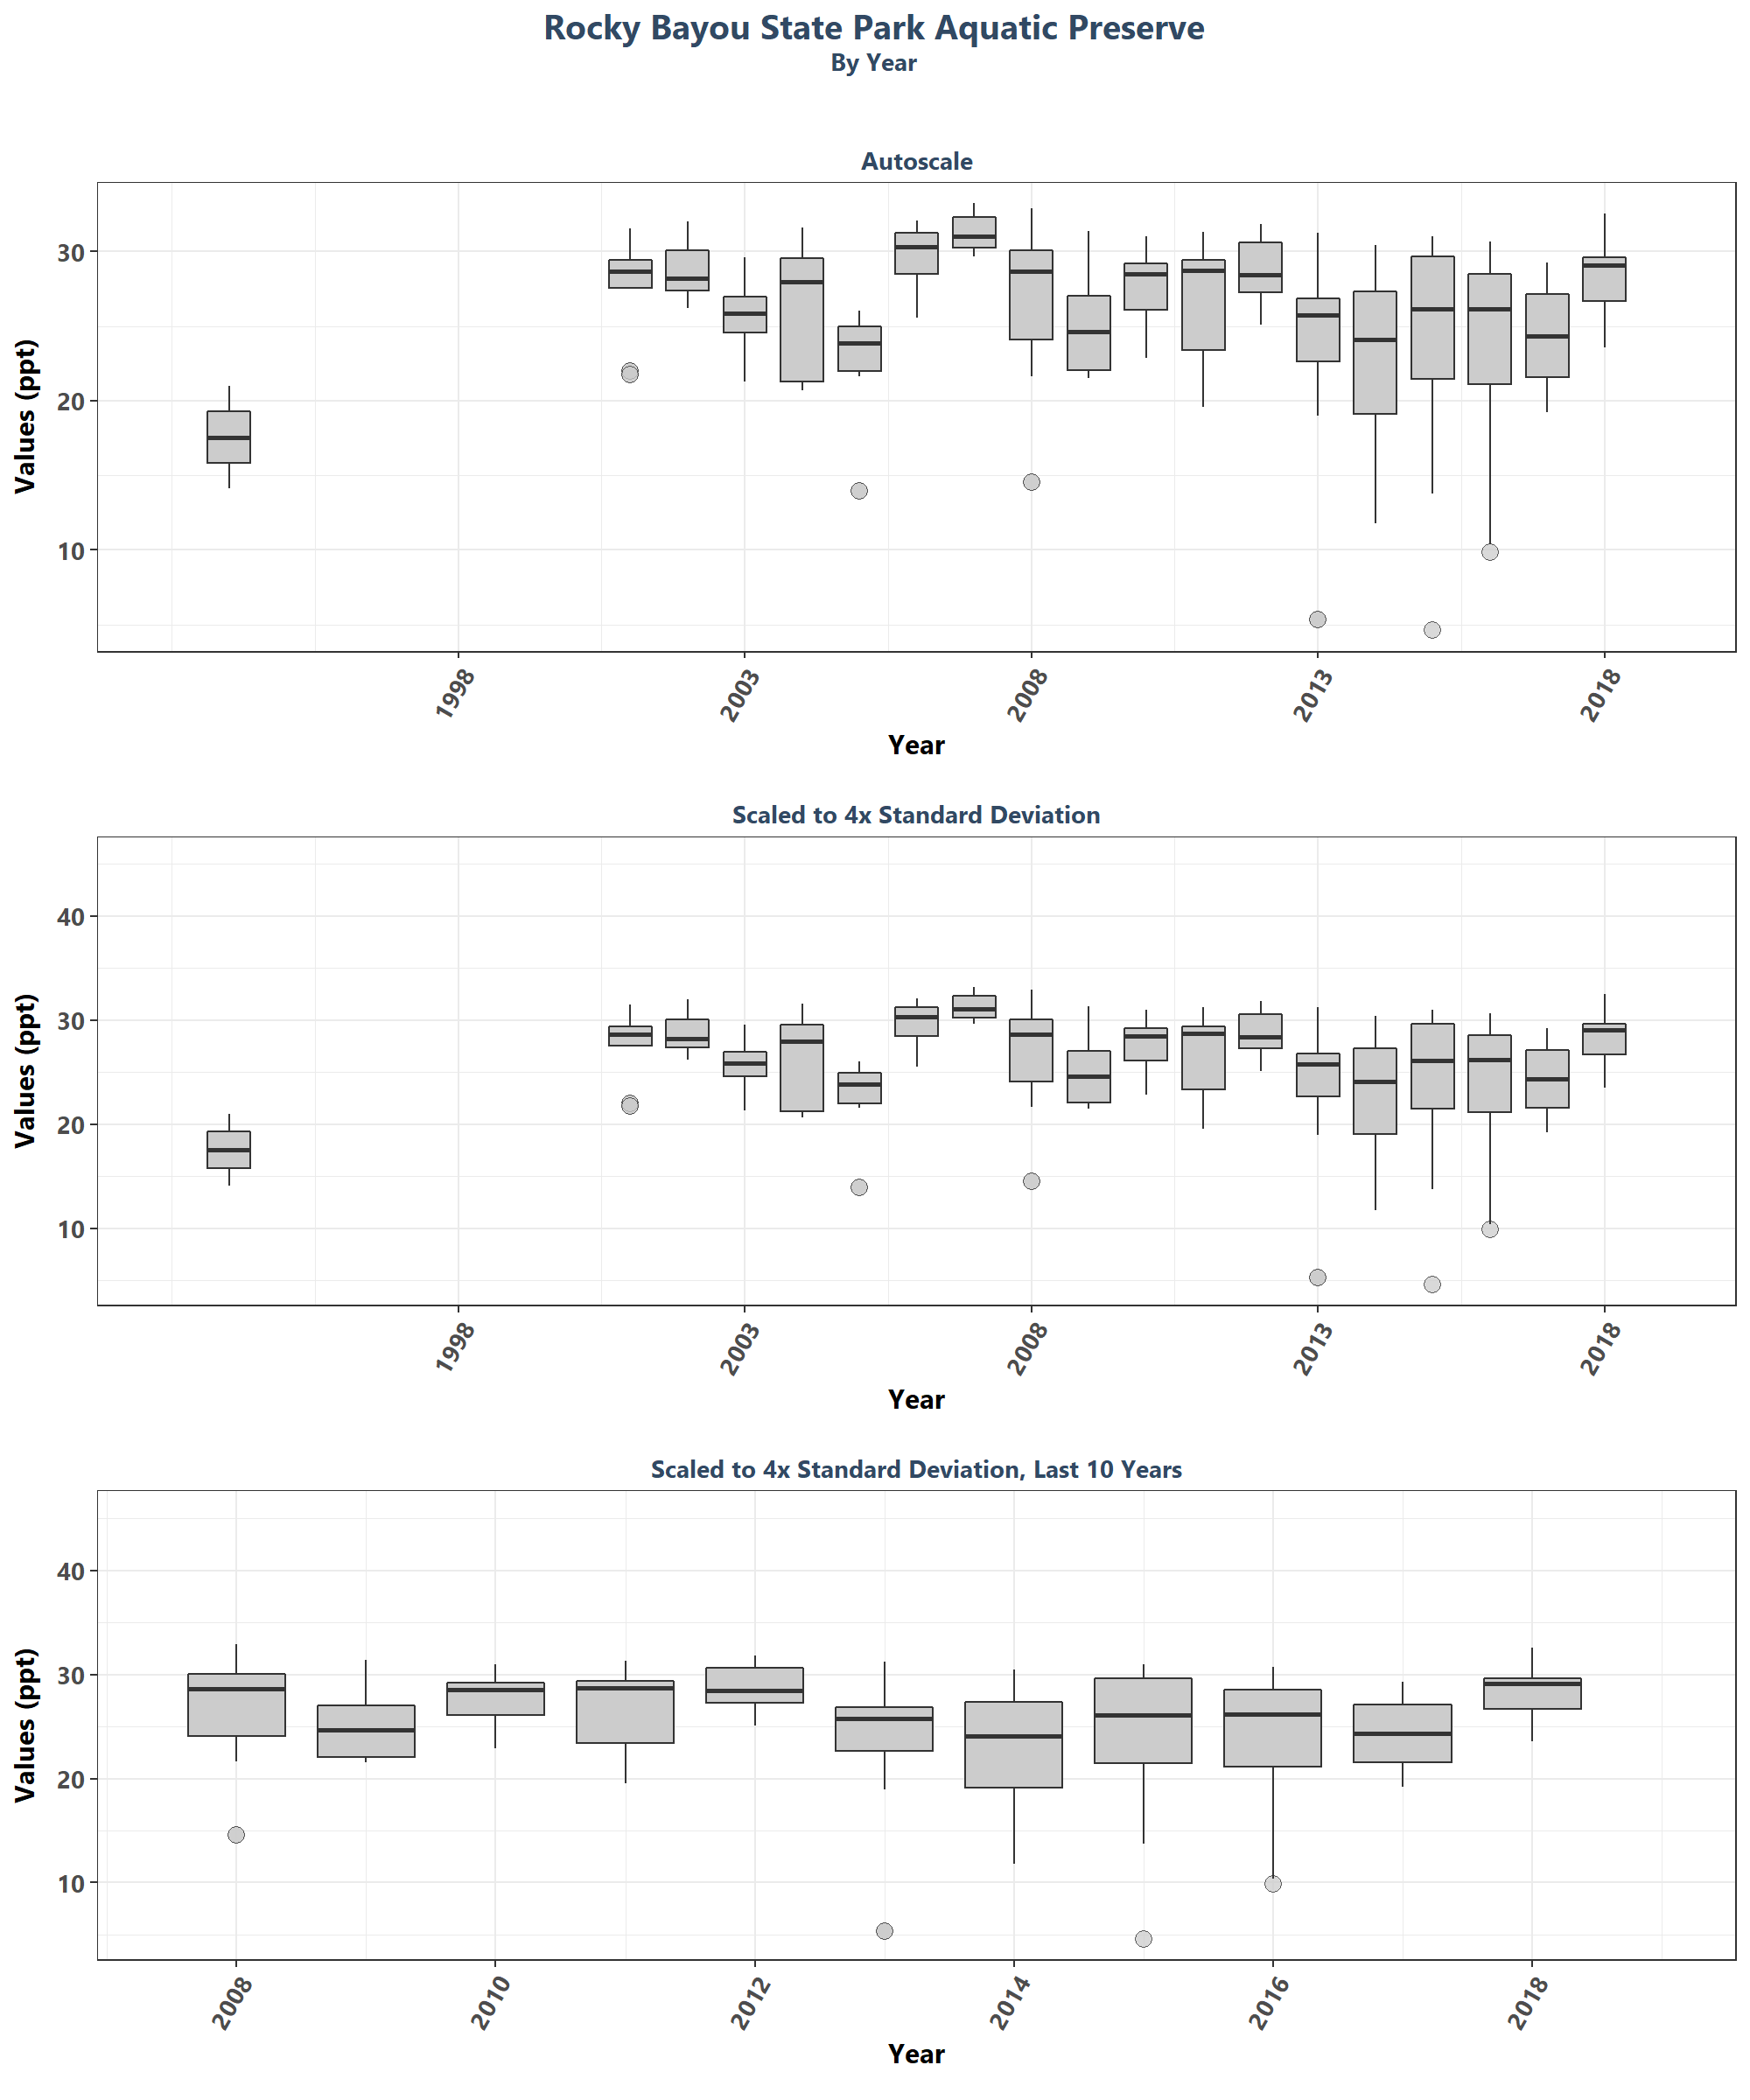 Rocky Bayou State Park Aquatic Preserve
By Year
Autoscale
Values (ppt)
30
20
10
1998
2003
2008
2013
2018
Year
Scaled to 4x Standard Deviation
Values (ppt)
40
30
20
10
1998
2003
2008
2013
2018
Year
Scaled to 4x Standard Deviation, Last 10 Years
Values (ppt)
40
30
20
10
2008
2010
2012
2014
2016
2018
Year